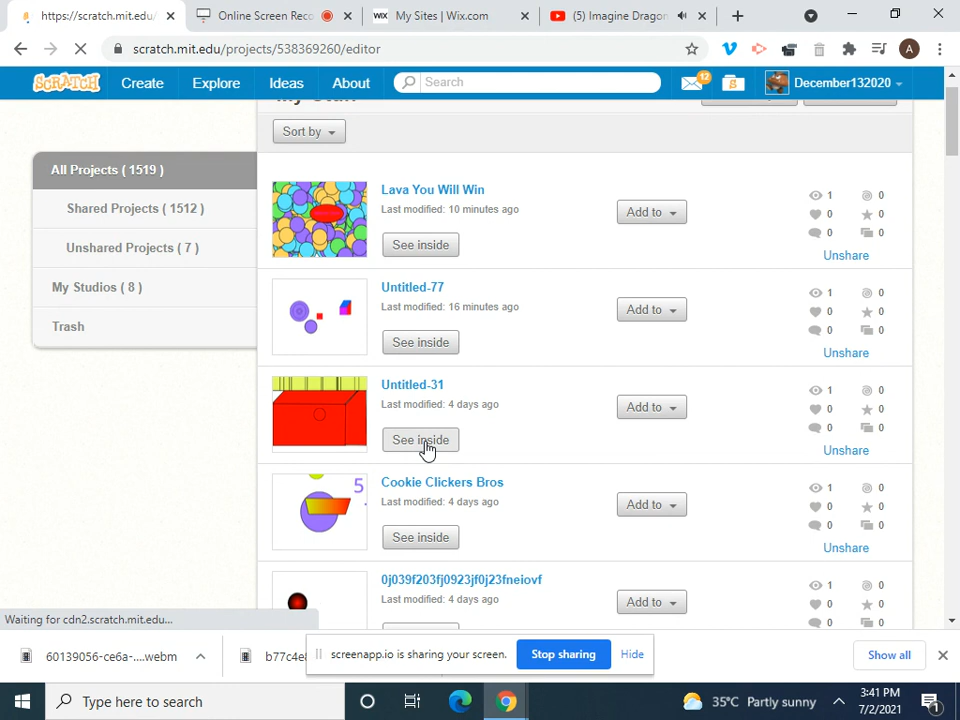 https://scratch.mit.edu/
Online Screen Reco
WIX My Sites | Wix.com
(5) Imagine Dragon
scratch.mit.edu/projects/538369260/editor
A
SCRATCH
Create
Explore
Ideas
About
Search
12
S
December132020
My Stuff
Sort by
All Projects ( 1519 )
Shared Projects ( 1512 )
Unshared Projects ( 7 )
My Studios ( 8 )
Trash
Lava You Will Win
Last modified: 10 minutes ago
See inside
Add to
1 0
0 0
0 0
Unshare
Untitled-77
Last modified: 16 minutes ago
See inside
Add to
1 0
0 0
0 0
Unshare
Untitled-31
Last modified: 4 days ago
See inside
Add to
1 0
0 0
0 0
Unshare
5
Cookie Clickers Bros
Last modified: 4 days ago
See inside
Add to
1 0
0 0
0 0
Unshare
0j039f203fj0923jf0j23fneiovf
Last modified: 4 days ago
Add to
1 0
0 0
Waiting for cdn2.scratch.mit.edu...
60139056-ce6a-....webm
b77c4e8
screenapp.io is sharing your screen.
Stop sharing
Hide
Show all
Type here to search
35°C Partly sunny
3:41 PM
7/2/2021
1